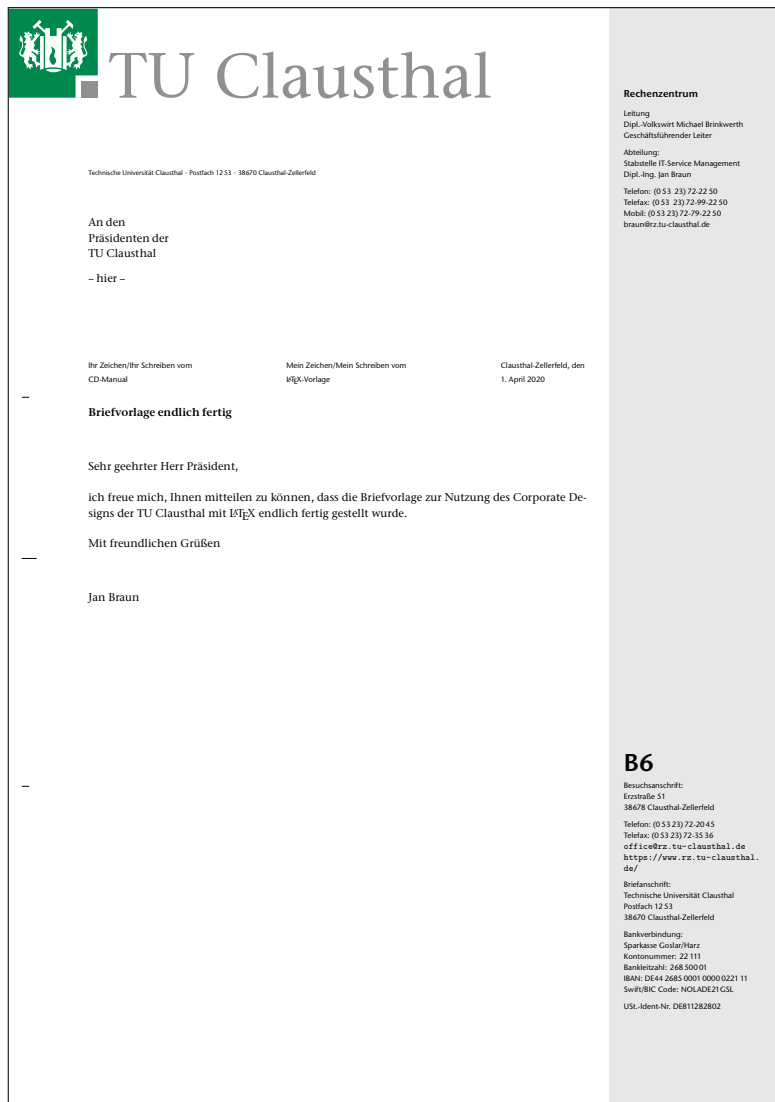 TU Clausthal
Technische Universität Clausthal · Postfach 12 53 · 38670 Clausthal-Zellerfeld
An den
Präsidenten der
TU Clausthal
– hier –
Ihr Zeichen/Ihr Schreiben vom
CD-Manual
Mein Zeichen/Mein Schreiben vom
LATEX-Vorlage
Clausthal-Zellerfeld, den
1. April 2020
Briefvorlage endlich fertig
Sehr geehrter Herr Präsident,
ich freue mich, Ihnen mitteilen zu können, dass die Briefvorlage zur Nutzung des Corporate De-
signs der TU Clausthal mit LATEX endlich fertig gestellt wurde.
Mit freundlichen Grüßen
Jan Braun
Rechenzentrum
Leitung
Dipl.-Volkswirt Michael Brinkwerth
Geschäftsführender Leiter
Abteilung:
Stabstelle IT-Service Management
Dipl.-Ing. Jan Braun
Telefon: (0 53 23) 72-22 50
Telefax: (0 53 23) 72-99-22 50
Mobil: (0 53 23) 72-79-22 50
braun@rz.tu-clausthal.de
B6
Besuchsanschrift:
Erzstraße 51
38678 Clausthal-Zellerfeld
Telefon: (0 53 23) 72-20 45
Telefax: (0 53 23) 72-35 36
office@rz.tu-clausthal.de
https://www.rz.tu-clausthal.
de/
Briefanschrift:
Technische Universität Clausthal
Postfach 12 53
38670 Clausthal-Zellerfeld
Bankverbindung:
Sparkasse Goslar/Harz
Kontonummer: 22 111
Bankleitzahl: 268 500 01
IBAN: DE44 2685 0001 0000 0221 11
Swift/BIC Code: NOLADE21GSL
USt.-Ident-Nr. DE811282802